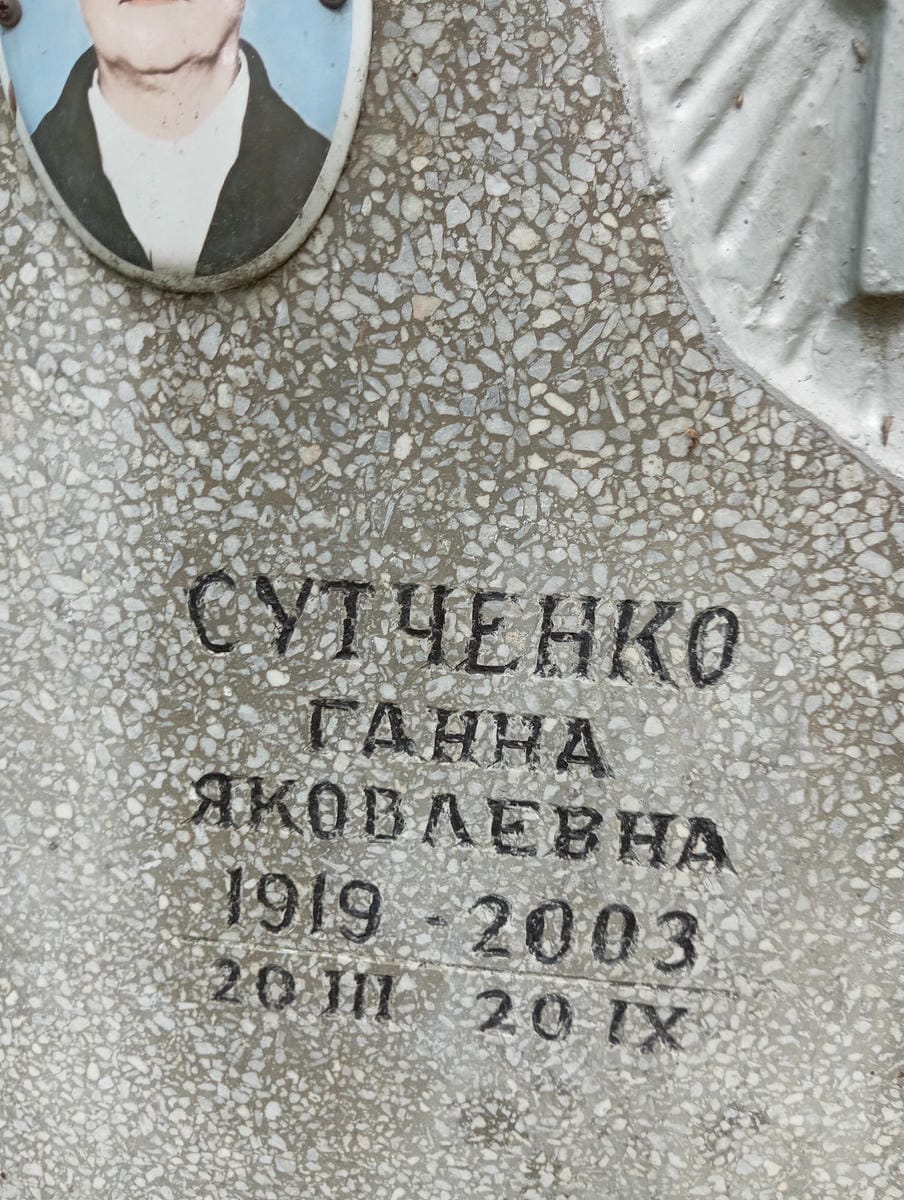 СУТЧЕНКО
ГАННА
ЯКОВЛЕВНА
1919 - 2003
20 III 20 IX